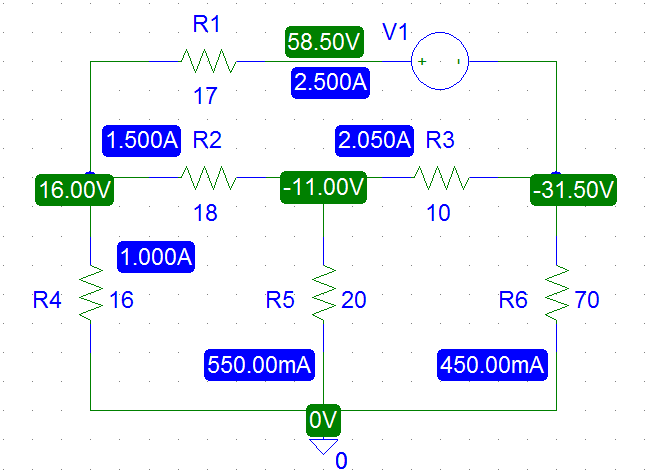 R1
58.50V
V1
+
-
2.500A
17
1.500A
R2
2.050A
R3
16.00V
-11.00V
-31.50V
18
10
1.000A
R4
16
R5
20
R6
70
550.00mA
450.00mA
0V
0